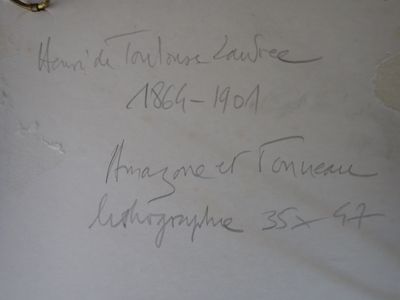 Henri de Toulouse Lautrec
1864-1901
Amazone et Tonneau
lithographie 35x47